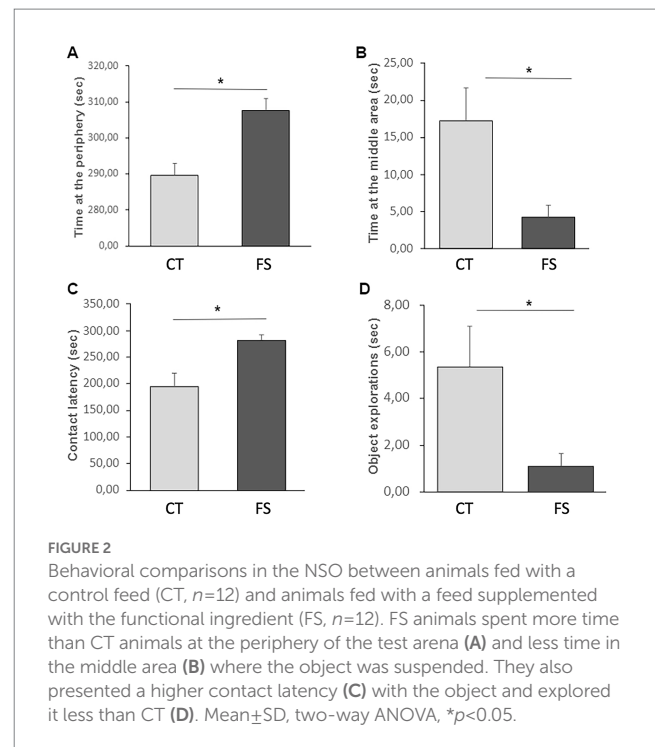 A
Time at the periphery (sec)
320,00
310,00
300,00
290,00
280,00
0,00
*
CT
FS
B
Time at the middle area (sec)
25,00
20,00
15,00
10,00
5,00
0,00
*
CT
FS
C
Contact latency (sec)
350,00
300,00
250,00
200,00
150,00
100,00
50,00
0,00
*
CT
FS
D
Object explorations (sec)
8,00
6,00
4,00
2,00
0,00
*
CT
FS
FIGURE 2
Behavioral comparisons in the NSO between animals fed with a
control feed (CT, n=12) and animals fed with a feed supplemented
with the functional ingredient (FS, n=12). FS animals spent more time
than CT animals at the periphery of the test arena (A) and less time in
the middle area (B) where the object was suspended. They also
presented a higher contact latency (C) with the object and explored
it less than CT (D). Mean±SD, two-way ANOVA, *p<0.05.